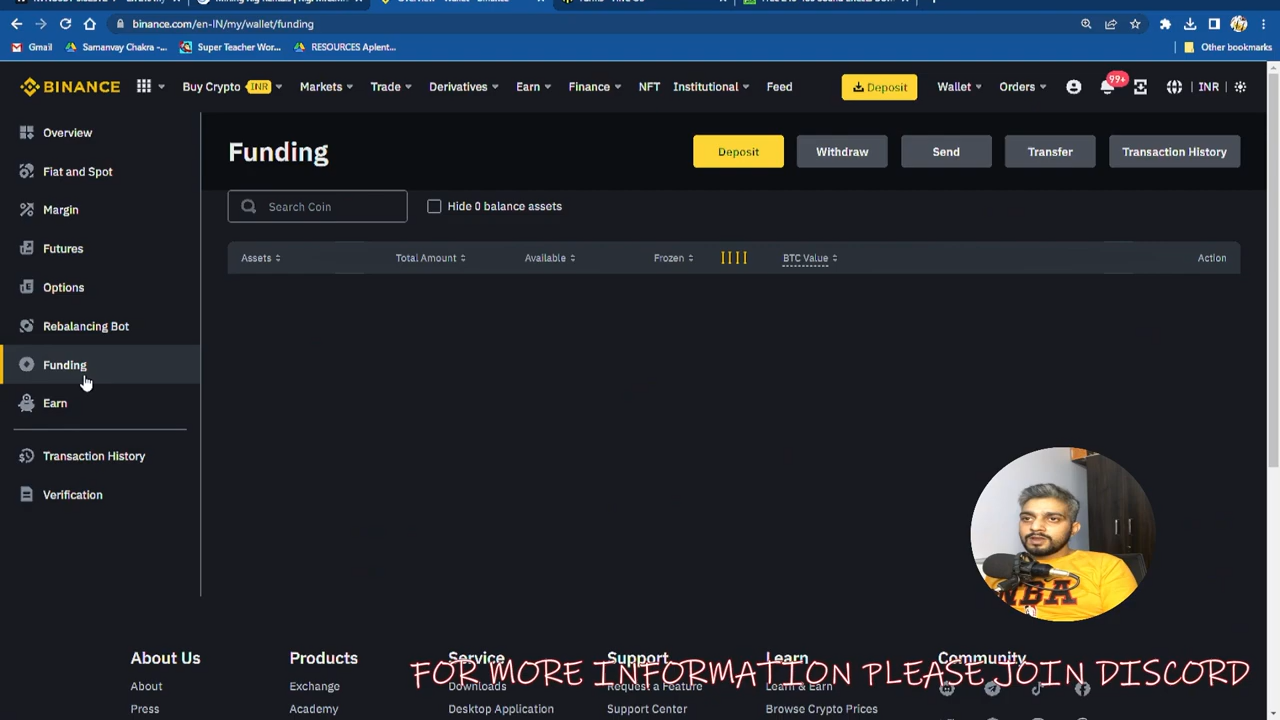 Overview - Wallet - Binance
binance.com/en-IN/my/wallet/funding
Gmail
Samanvay Chakra -...
Super Teacher Wor...
RESOURCES Aplent...
Other bookmarks
BINANCE
Buy Crypto INR
Markets
Trade
Derivatives
Earn
Finance
NFT
Institutional
Feed
Deposit
Wallet
Orders
99+
INR
Overview
Fiat and Spot
Margin
Futures
Options
Rebalancing Bot
Funding
Earn
Transaction History
Verification
Funding
Deposit
Withdraw
Send
Transfer
Transaction History
Search Coin
Hide 0 balance assets
Assets
Total Amount
Available
Frozen
BTC Value
Action
NBA
About Us
About
Press
Products
Exchange
Academy
Service
Downloads
Desktop Application
Support
Request a Feature
Support Center
Learn
Learn & Earn
Browse Crypto Prices
Community
FOR MORE INFORMATION PLEASE JOIN DISCORD